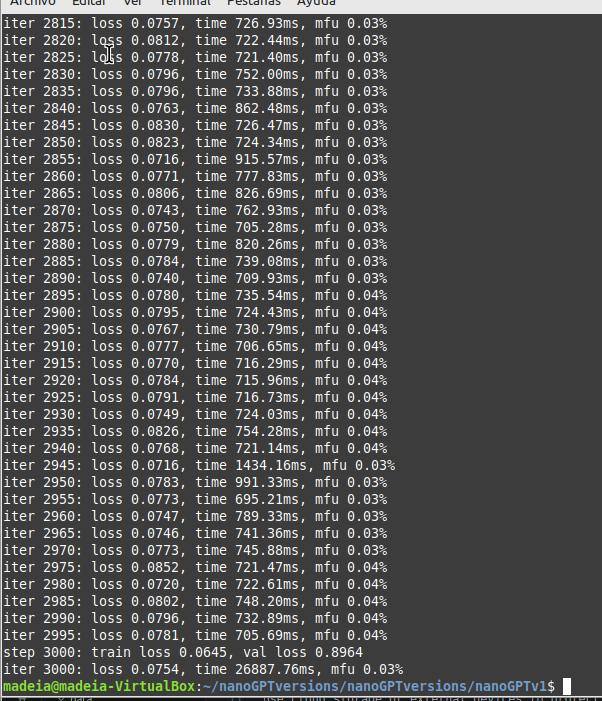 Archivo Editar Ver Terminal Pestañas Ayuda
iter 2815: loss 0.0757, time 726.93ms, mfu 0.03%
iter 2820: loss 0.0812, time 722.44ms, mfu 0.03%
iter 2825: loss 0.0778, time 721.40ms, mfu 0.03%
iter 2830: loss 0.0796, time 752.00ms, mfu 0.03%
iter 2835: loss 0.0796, time 733.88ms, mfu 0.03%
iter 2840: loss 0.0763, time 862.48ms, mfu 0.03%
iter 2845: loss 0.0830, time 726.47ms, mfu 0.03%
iter 2850: loss 0.0823, time 724.34ms, mfu 0.03%
iter 2855: loss 0.0716, time 915.57ms, mfu 0.03%
iter 2860: loss 0.0771, time 777.83ms, mfu 0.03%
iter 2865: loss 0.0806, time 826.69ms, mfu 0.03%
iter 2870: loss 0.0743, time 762.93ms, mfu 0.03%
iter 2875: loss 0.0750, time 705.28ms, mfu 0.03%
iter 2880: loss 0.0779, time 820.26ms, mfu 0.03%
iter 2885: loss 0.0784, time 739.08ms, mfu 0.03%
iter 2890: loss 0.0740, time 709.93ms, mfu 0.03%
iter 2895: loss 0.0780, time 735.54ms, mfu 0.04%
iter 2900: loss 0.0795, time 724.43ms, mfu 0.04%
iter 2905: loss 0.0767, time 730.79ms, mfu 0.04%
iter 2910: loss 0.0777, time 706.65ms, mfu 0.04%
iter 2915: loss 0.0770, time 716.29ms, mfu 0.04%
iter 2920: loss 0.0784, time 715.96ms, mfu 0.04%
iter 2925: loss 0.0791, time 716.73ms, mfu 0.04%
iter 2930: loss 0.0749, time 724.03ms, mfu 0.04%
iter 2935: loss 0.0826, time 754.28ms, mfu 0.04%
iter 2940: loss 0.0768, time 721.14ms, mfu 0.04%
iter 2945: loss 0.0716, time 1434.16ms, mfu 0.03%
iter 2950: loss 0.0783, time 991.33ms, mfu 0.03%
iter 2955: loss 0.0773, time 695.21ms, mfu 0.03%
iter 2960: loss 0.0747, time 789.33ms, mfu 0.03%
iter 2965: loss 0.0746, time 741.36ms, mfu 0.03%
iter 2970: loss 0.0773, time 745.88ms, mfu 0.03%
iter 2975: loss 0.0852, time 721.47ms, mfu 0.04%
iter 2980: loss 0.0720, time 722.61ms, mfu 0.04%
iter 2985: loss 0.0802, time 748.20ms, mfu 0.04%
iter 2990: loss 0.0796, time 732.89ms, mfu 0.04%
iter 2995: loss 0.0781, time 705.69ms, mfu 0.04%
step 3000: train loss 0.0645, val loss 0.8964
iter 3000: loss 0.0754, time 26887.76ms, mfu 0.03%
madeia@madeia-VirtualBox:~/nanoGPTversions/nanoGPTversions/nanoGPTv1$